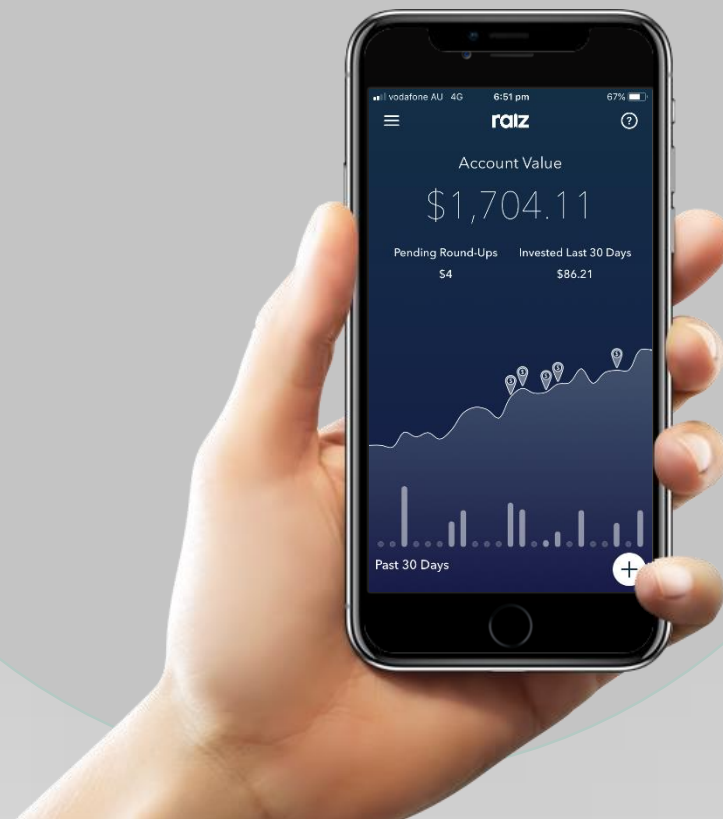 vodafone AU 4G 6:51 pm 67%
raiz
?
Account Value
$1,704.11
Pending Round-Ups Invested Last 30 Days
$4 $86.21
Past 30 Days
+